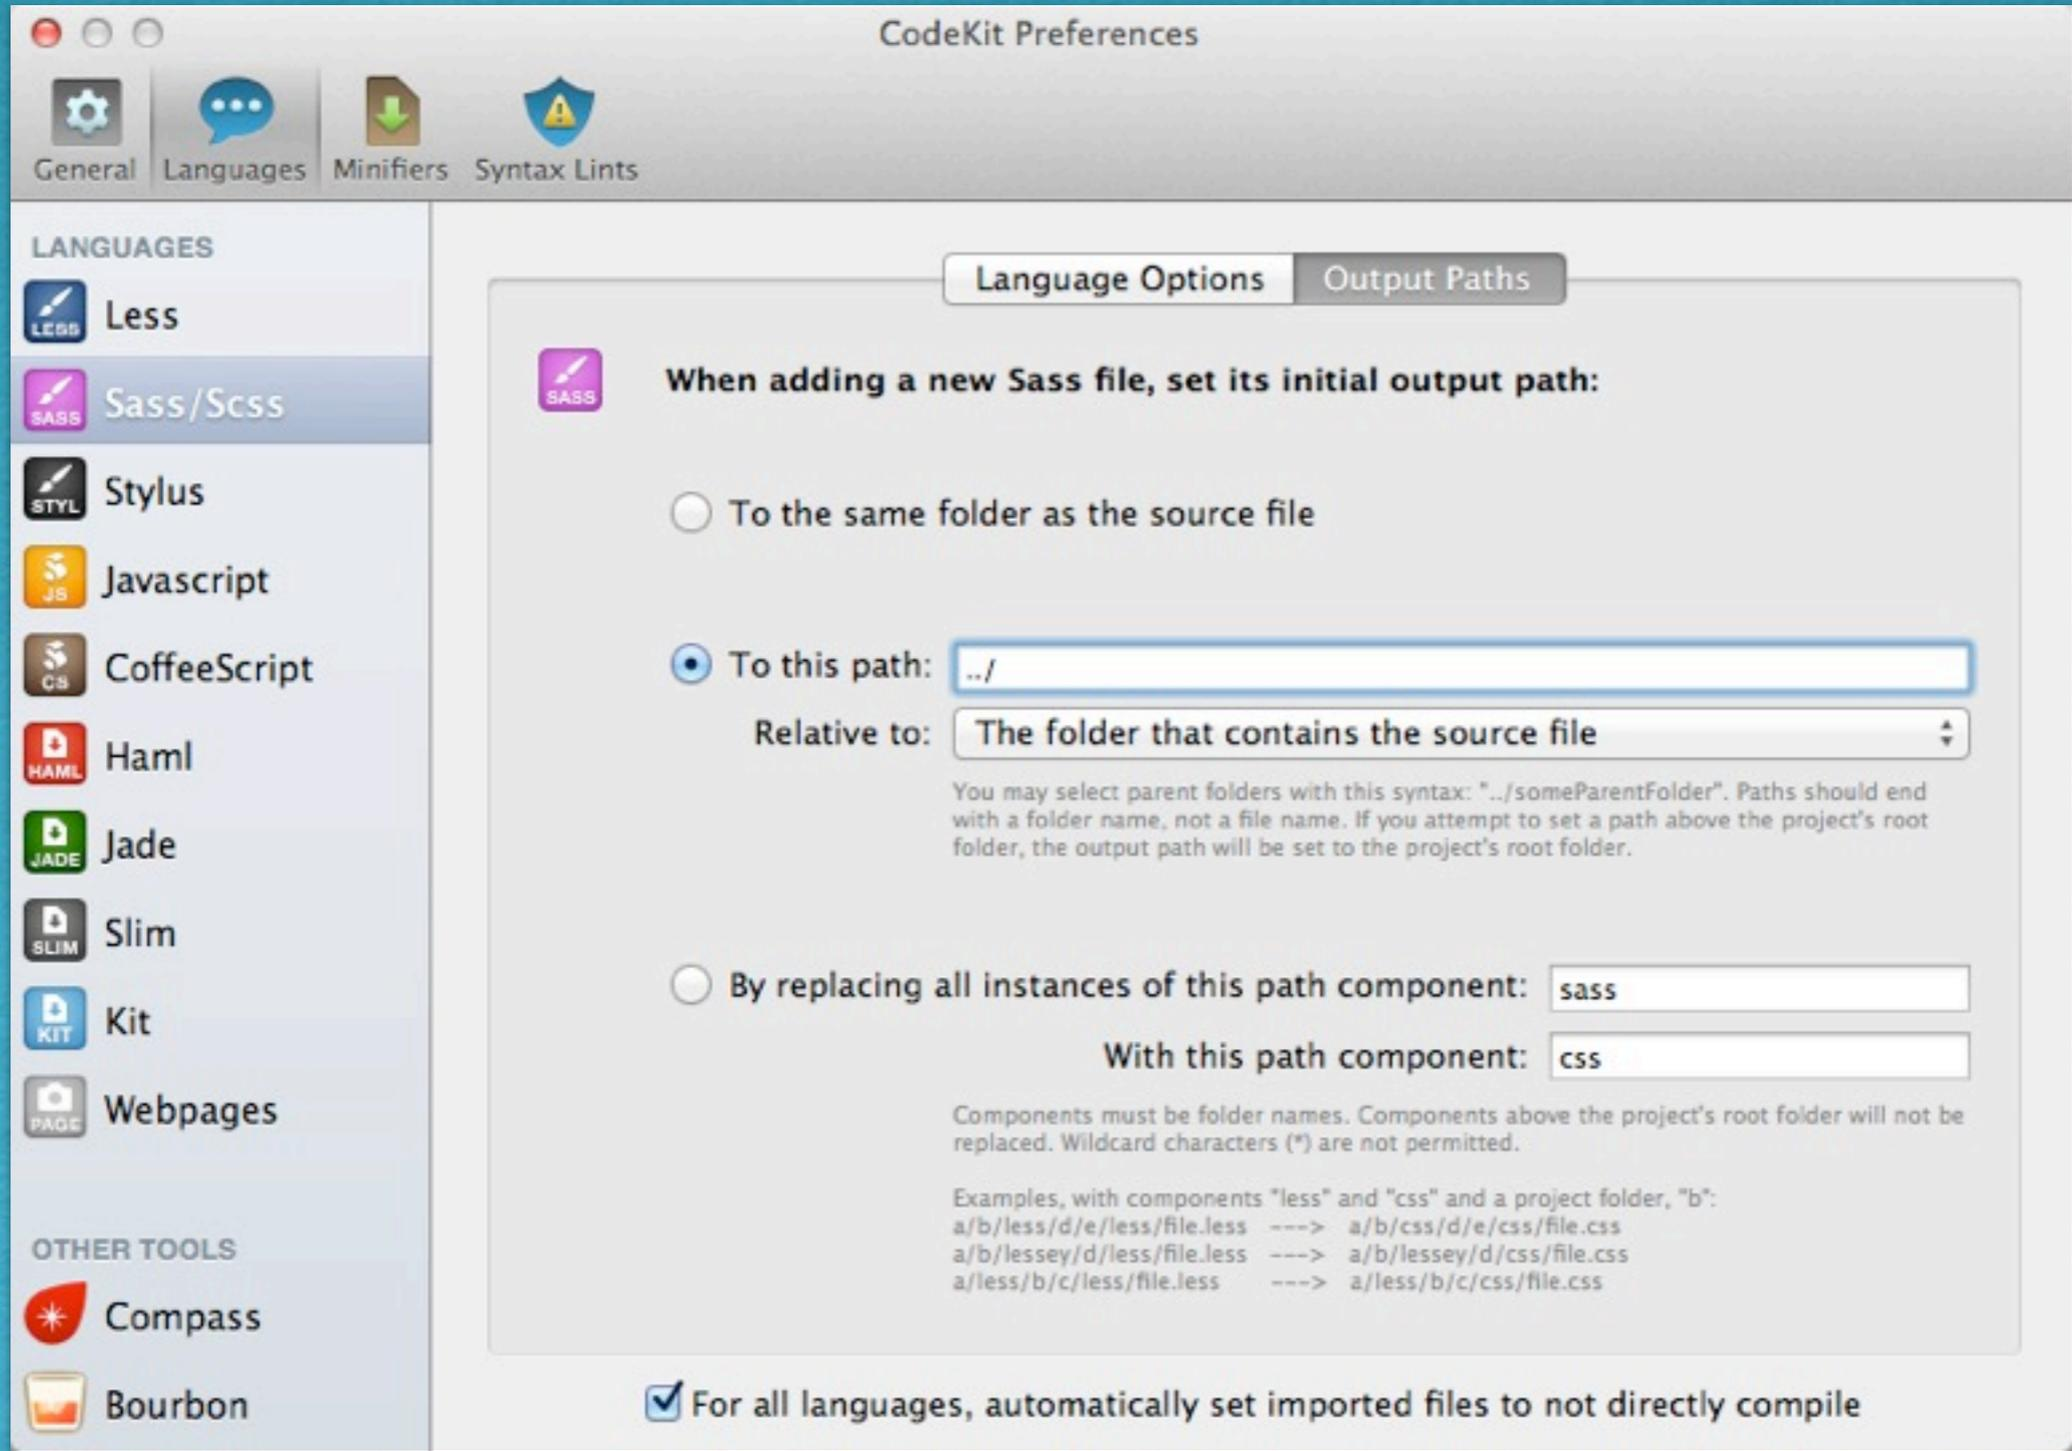 CodeKit Preferences
General Languages Minifiers Syntax Lints
LANGUAGES
LESS Less
SASS Sass/Scss
STYL Stylus
JS Javascript
CS CoffeeScript
HAML Haml
JADE Jade
SLIM Slim
KIT Kit
PAGE Webpages
OTHER TOOLS
Compass
Bourbon
Language Options Output Paths
SASS When adding a new Sass file, set its initial output path:
To the same folder as the source file
To this path: ../
Relative to: The folder that contains the source file
You may select parent folders with this syntax: "../someParentFolder". Paths should end
with a folder name, not a file name. If you attempt to set a path above the project's root
folder, the output path will be set to the project's root folder.
By replacing all instances of this path component: sass
With this path component: css
Components must be folder names. Components above the project's root folder will not be
replaced. Wildcard characters (*) are not permitted.
Examples, with components "less" and "css" and a project folder, "b":
a/b/less/d/e/less/file.less ---> a/b/css/d/e/css/file.css
a/b/lessey/d/less/file.less ---> a/b/lessey/d/css/file.css
a/less/b/c/less/file.less ---> a/less/b/c/css/file.css
For all languages, automatically set imported files to not directly compile